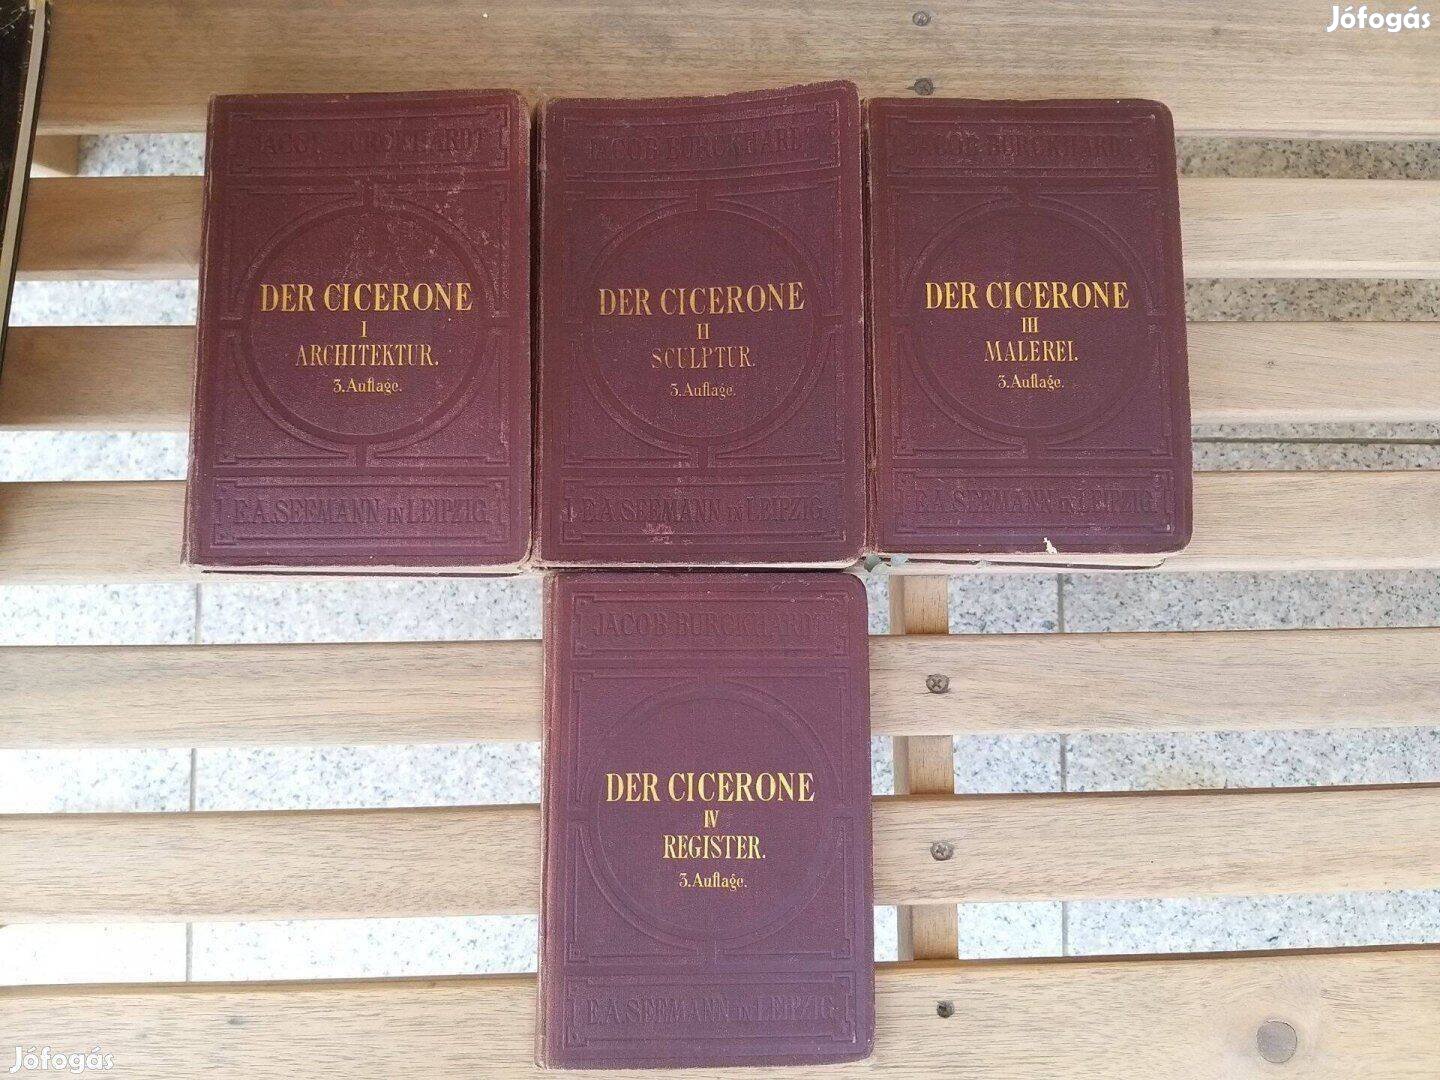 Jófogás
JACOB BURCKHARDT
DER CICERONE
I
ARCHITEKTUR.
3. Auflage.
E.A. SEEMANN IN LEIPZIG
JACOB BURCKHARDT
DER CICERONE
II
SCULPTUR.
3. Auflage.
E.A. SEEMANN IN LEIPZIG
JACOB BURCKHARDT
DER CICERONE
III
MALEREI.
3. Auflage.
E.A. SEEMANN IN LEIPZIG
JACOB BURCKHARDT
DER CICERONE
IV
REGISTER.
3. Auflage.
E.A. SEEMANN IN LEIPZIG
Jófogás